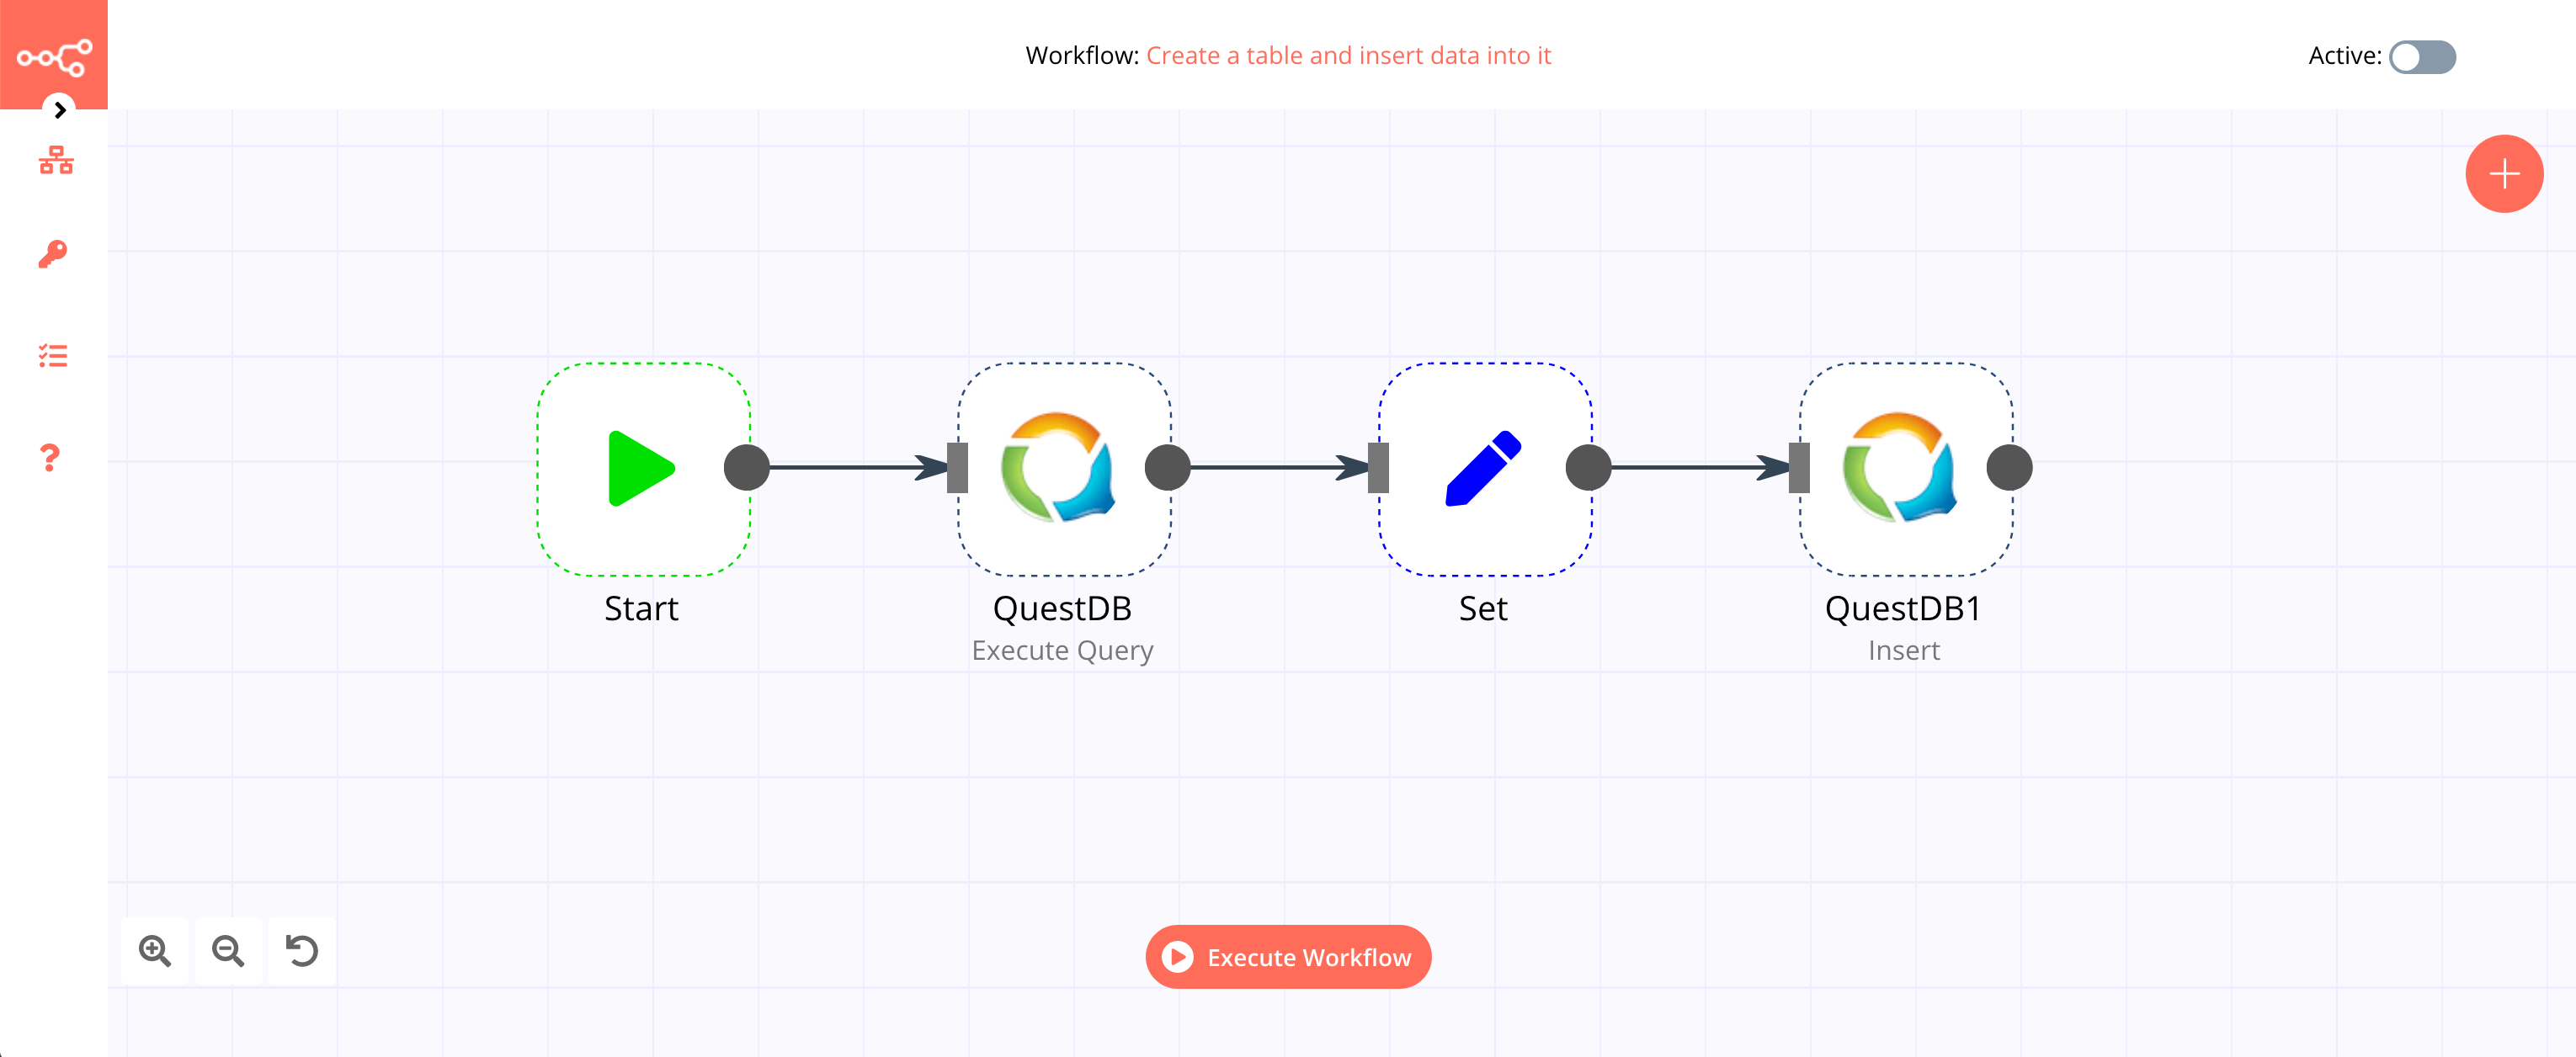 Workflow: Create a table and insert data into it
Active:
Start
QuestDB
Execute Query
Set
QuestDB1
Insert
Execute Workflow